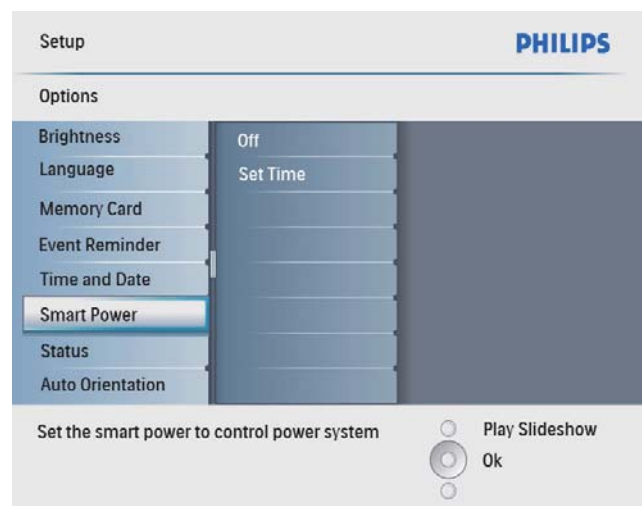 Setup
PHILIPS
Options
Brightness
Off
Language
Set Time
Memory Card
Event Reminder
Time and Date
Smart Power
Status
Auto Orientation
Set the smart power to control power system
Play Slideshow
Ok